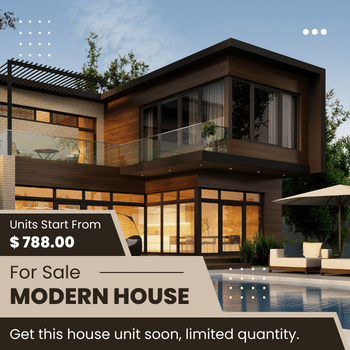 Units Start From
$ 788.00
For Sale
MODERN HOUSE
Get this house unit soon, limited quantity.